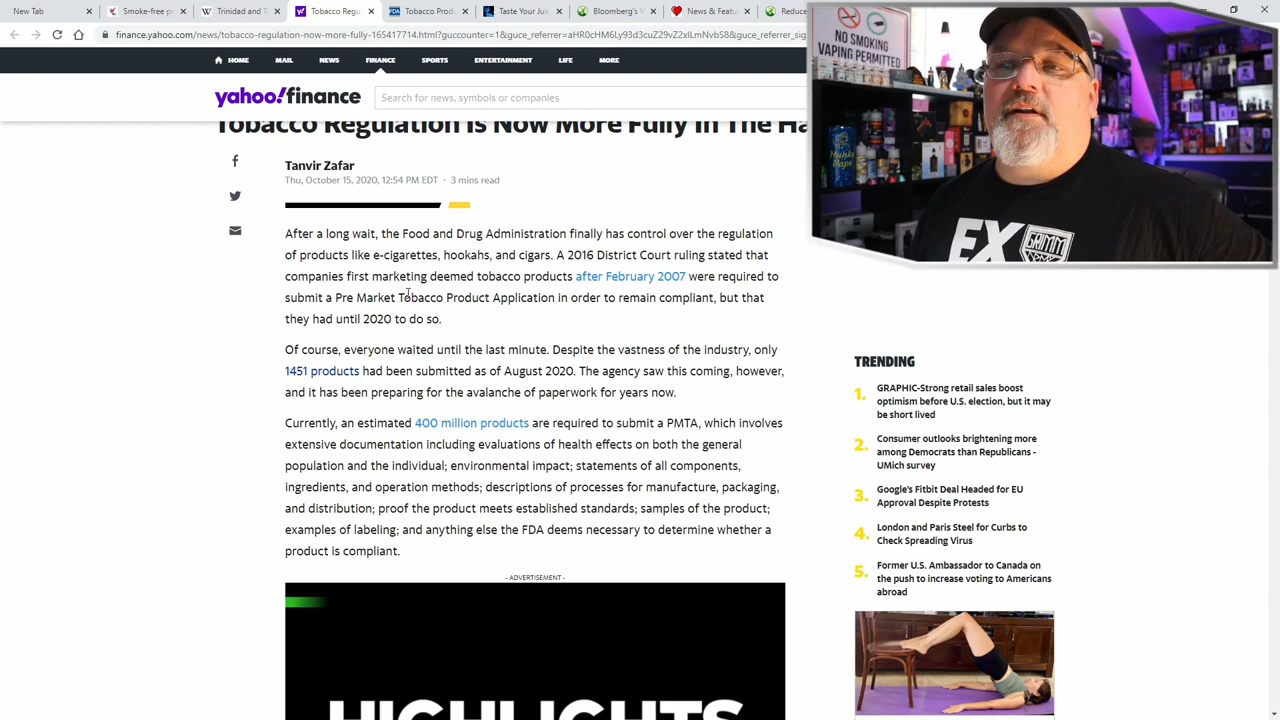 New Tab
Smoke-free p
Trinidad and T
Tobacco Regu
Tobacco Prod
Taste Your Juic
Bloomberg's
News & Featu
Reduce
finance.yahoo.com/news/tobacco-regulation-now-more-fully-165417714.html?guccounter=1&guce_referrer=
HOME
MAIL
NEWS
FINANCE
SPORTS
ENTERTAINMENT
LIFE
MORE
yahoo!finance
Search for news, symbols or companies
NO SMOKING
VAPING PERMITTED
Tobacco Regulation Is Now More Fully In The Ha
Tanvir Zafar
Thu, October 15, 2020, 12:54 PM EDT · 3 mins read
EX
GRIMM
After a long wait, the Food and Drug Administration finally has control over the regulation
of products like e-cigarettes, hookahs, and cigars. A 2016 District Court ruling stated that
companies first marketing deemed tobacco products after February 2007 were required to
submit a Pre Market Tobacco Product Application in order to remain compliant, but that
they had until 2020 to do so.
Of course, everyone waited until the last minute. Despite the vastness of the industry, only
1451 products had been submitted as of August 2020. The agency saw this coming, however,
and it has been preparing for the avalanche of paperwork for years now.
Currently, an estimated 400 million products are required to submit a PMTA, which involves
extensive documentation including evaluations of health effects on both the general
population and the individual; environmental impact; statements of all components,
ingredients, and operation methods; descriptions of processes for manufacture, packaging,
and distribution; proof the product meets established standards; samples of the product;
examples of labeling; and anything else the FDA deems necessary to determine whether a
product is compliant.
- ADVERTISEMENT -
HIGHLIGHTS
TRENDING
1. GRAPHIC-Strong retail sales boost
optimism before U.S. election, but it may
be short lived
2. Consumer outlooks brightening more
among Democrats than Republicans -
UMich survey
3. Google's Fitbit Deal Headed for EU
Approval Despite Protests
4. London and Paris Steel for Curbs to
Check Spreading Virus
5. Former U.S. Ambassador to Canada on
the push to increase voting to Americans
abroad